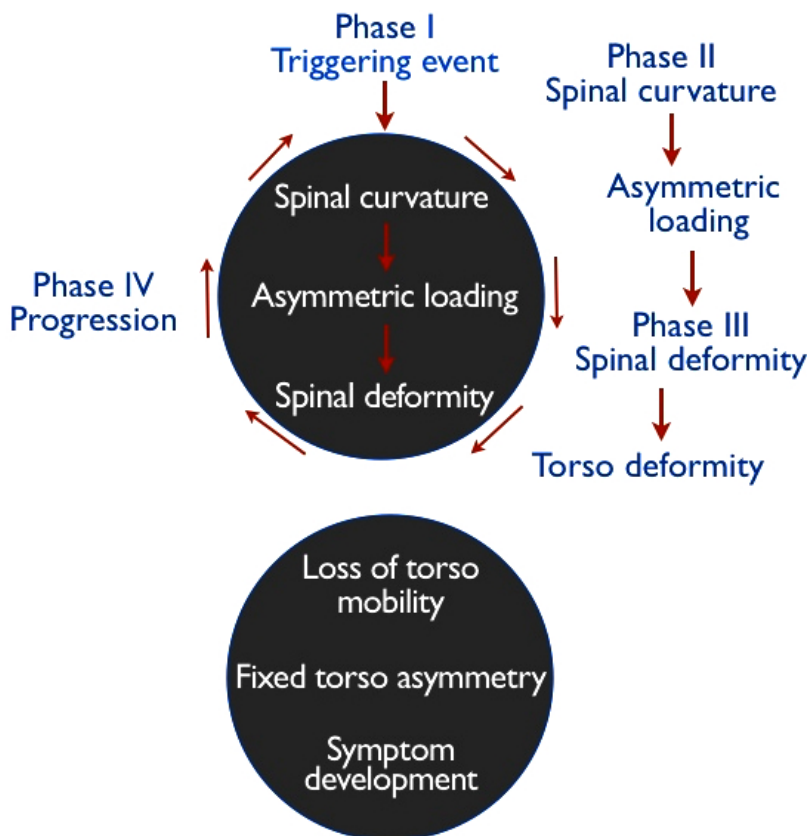 Phase I
Triggering event
Phase II
Spinal curvature
Asymmetric
loading
Phase III
Spinal deformity
Torso deformity
Phase IV
Progression
Spinal curvature
Asymmetric loading
Spinal deformity
Loss of torso
mobility
Fixed torso asymmetry
Symptom
development